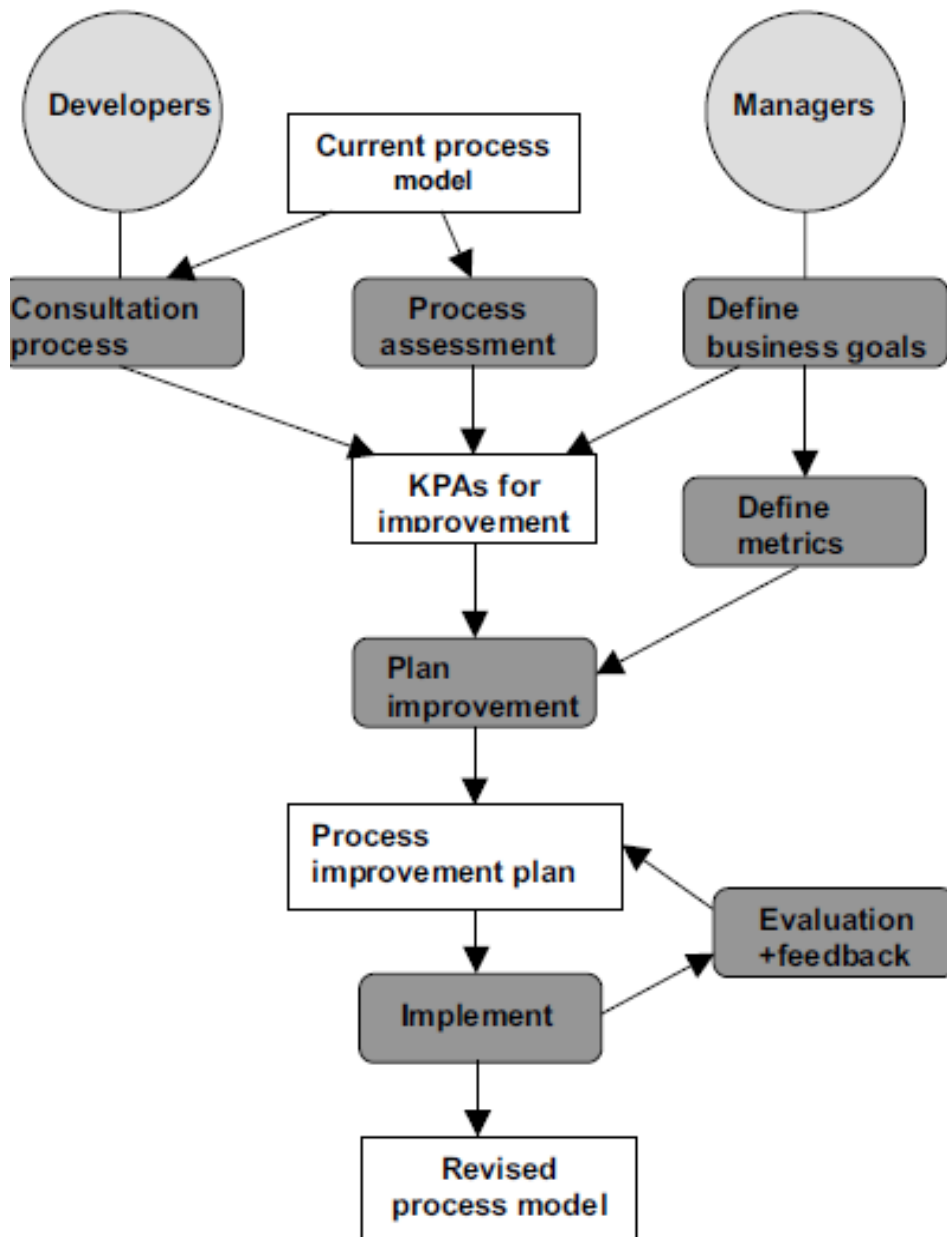 Developers
Managers
Current process
model
Consultation
process
Process
assessment
Define
business goals
KPAs for
improvement
Define
metrics
Plan
improvement
Process
improvement plan
Evaluation
+feedback
Implement
Revised
process model